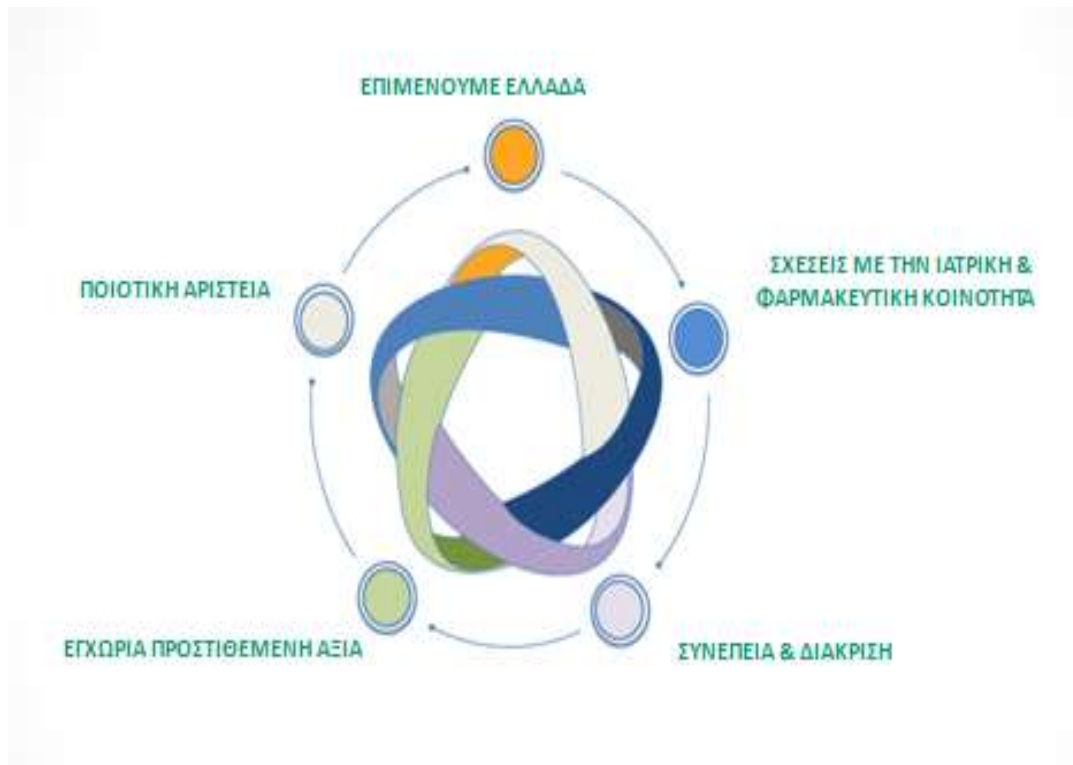 ΕΠΙΜΕΝΟΥΜΕ ΕΛΛΑΔΑ
ΣΧΕΣΕΙΣ ΜΕ ΤΗΝ ΙΑΤΡΙΚΗ &
ΦΑΡΜΑΚΕΥΤΙΚΗ ΚΟΙΝΟΤΗΤΑ
ΠΟΙΟΤΙΚΗ ΑΡΙΣΤΕΙΑ
ΕΓΧΩΡΙΑ ΠΡΟΣΤΙΘΕΜΕΝΗ ΑΞΙΑ
ΣΥΝΕΠΕΙΑ & ΔΙΑΚΡΙΣΗ